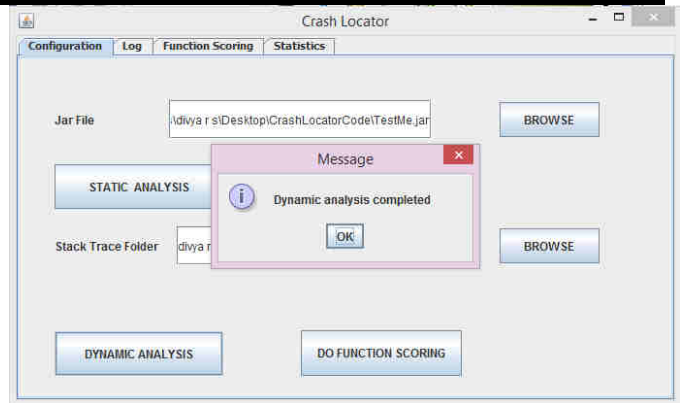 Crash Locator
Configuration Log Function Scoring Statistics
Jar File :\divya r s\Desktop\CrashLocatorCode\TestMe.jar BROWSE
Message
STATIC ANALYSIS
i Dynamic analysis completed
OK
Stack Trace Folder divya r BROWSE
DYNAMIC ANALYSIS DO FUNCTION SCORING